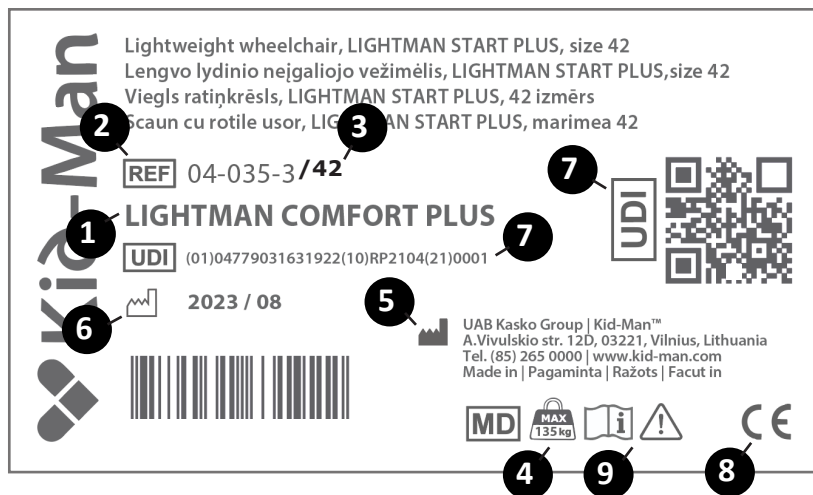 Kid-Man
Lightweight wheelchair, LIGHTMAN START PLUS, size 42
Lengvo lydinio neįgaliojo vežimėlis, LIGHTMAN START PLUS,size 42
Viegls ratiņkrēsls, LIGHTMAN START PLUS, 42 izmērs
Scaun cu rotile usor, LIGHTMAN START PLUS, marimea 42
2
3
REF 04-035-3/42
7
UDI
1
LIGHTMAN COMFORT PLUS
UDI (01)04779031631922(10)RP2104(21)0001
7
6
2023 / 08
5
UAB Kasko Group | Kid-Man™
A.Vivulskio str. 12D, 03221, Vilnius, Lithuania
Tel. (85) 265 0000 | www.kid-man.com
Made in | Pagaminta | Ražots | Facut in
MD
MAX
135 kg
i
!
CE
4
9
8